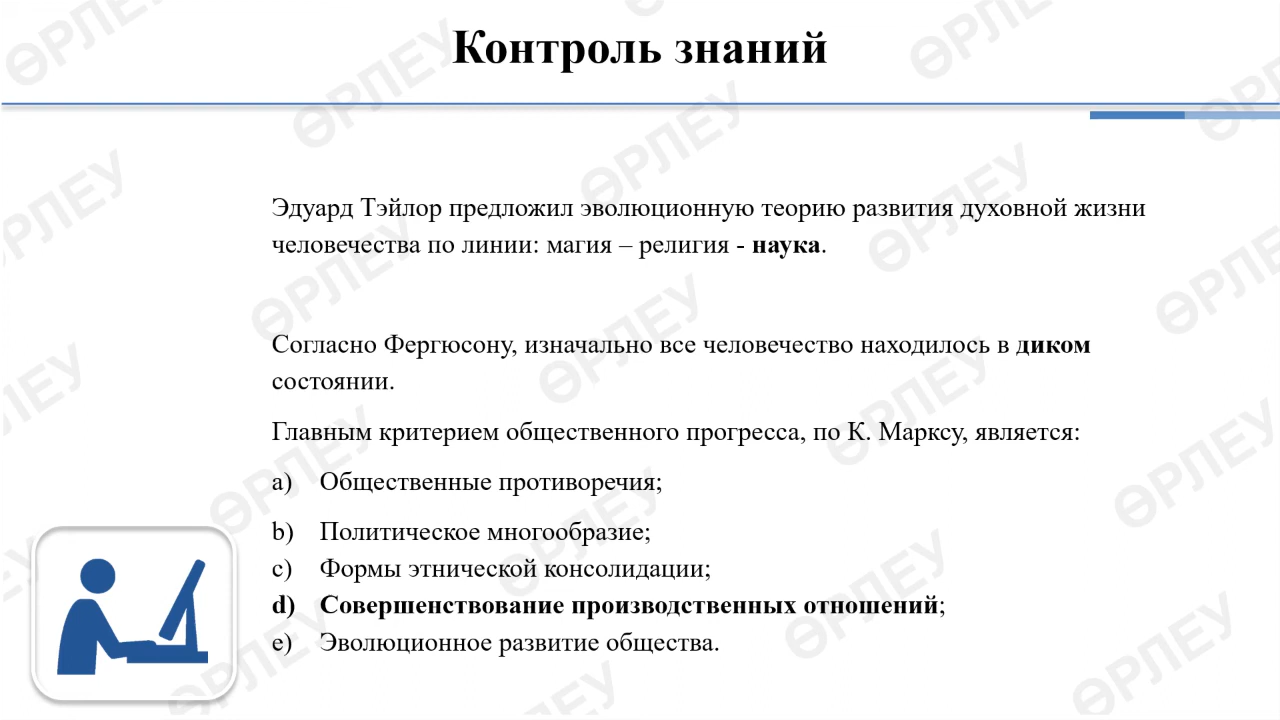 Контроль знаний
Эдуард Тэйлор предложил эволюционную теорию развития духовной жизни
человечества по линии: магия – религия - наука.
Согласно Фергюсону, изначально все человечество находилось в диком
состоянии.
Главным критерием общественного прогресса, по К. Марксу, является:
a) Общественные противоречия;
b) Политическое многообразие;
c) Формы этнической консолидации;
d) Совершенствование производственных отношений;
e) Эволюционное развитие общества.
ӨРЛЕУ